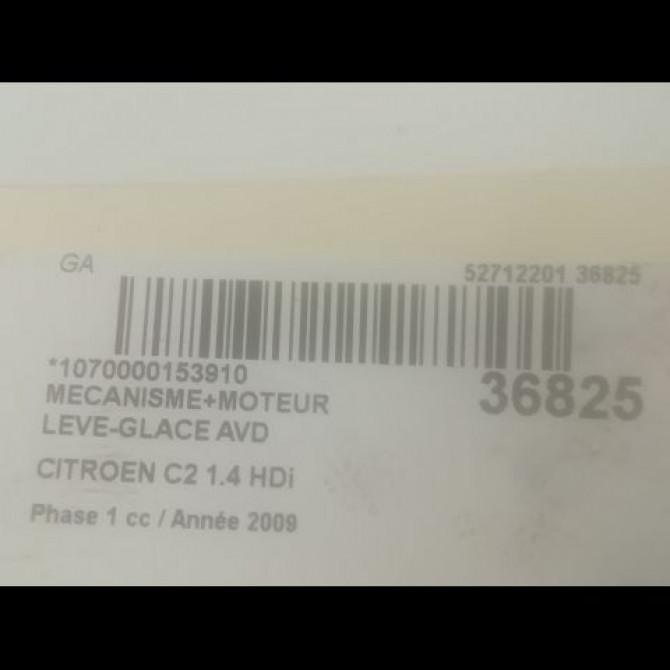 GA
52712201 36825
*1070000153910
36825
MECANISME+MOTEUR
LEVE-GLACE AVD
CITROEN C2 1.4 HDi
Phase 1 cc / Année 2009